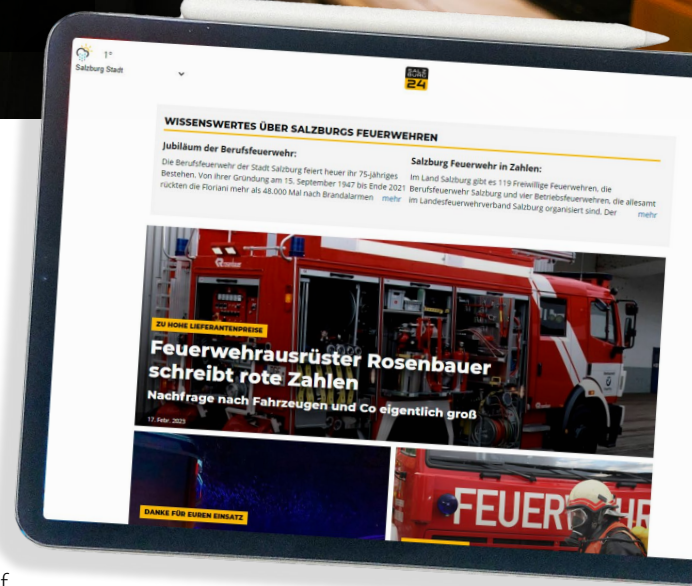 1°
Salzburg Stadt
SALZ
BURG
24
WISSENSWERTES ÜBER SALZBURGS FEUERWEHREN
Jubiläum der Berufsfeuerwehr:
Die Berufsfeuerwehr der Stadt Salzburg feiert heuer ihr 75-jähriges
Bestehen. Von ihrer Gründung am 15. September 1947 bis Ende 2021
rückten die Floriani mehr als 48.000 Mal nach Brandalarmen mehr
Salzburg Feuerwehr in Zahlen:
Im Land Salzburg gibt es 119 Freiwillige Feuerwehren, die
Berufsfeuerwehr Salzburg und vier Betriebsfeuerwehren, die allesamt
im Landesfeuerwehrverband Salzburg organisiert sind. Der mehr
Rosenbauer
ZU HOHE LIEFERANTENPREISE
Feuerwehrausrüster Rosenbauer
schreibt rote Zahlen
Nachfrage nach Fahrzeugen und Co eigentlich groß
17. Febr. 2023
DANKE FÜR EUREN EINSATZ
FEUER HR
f